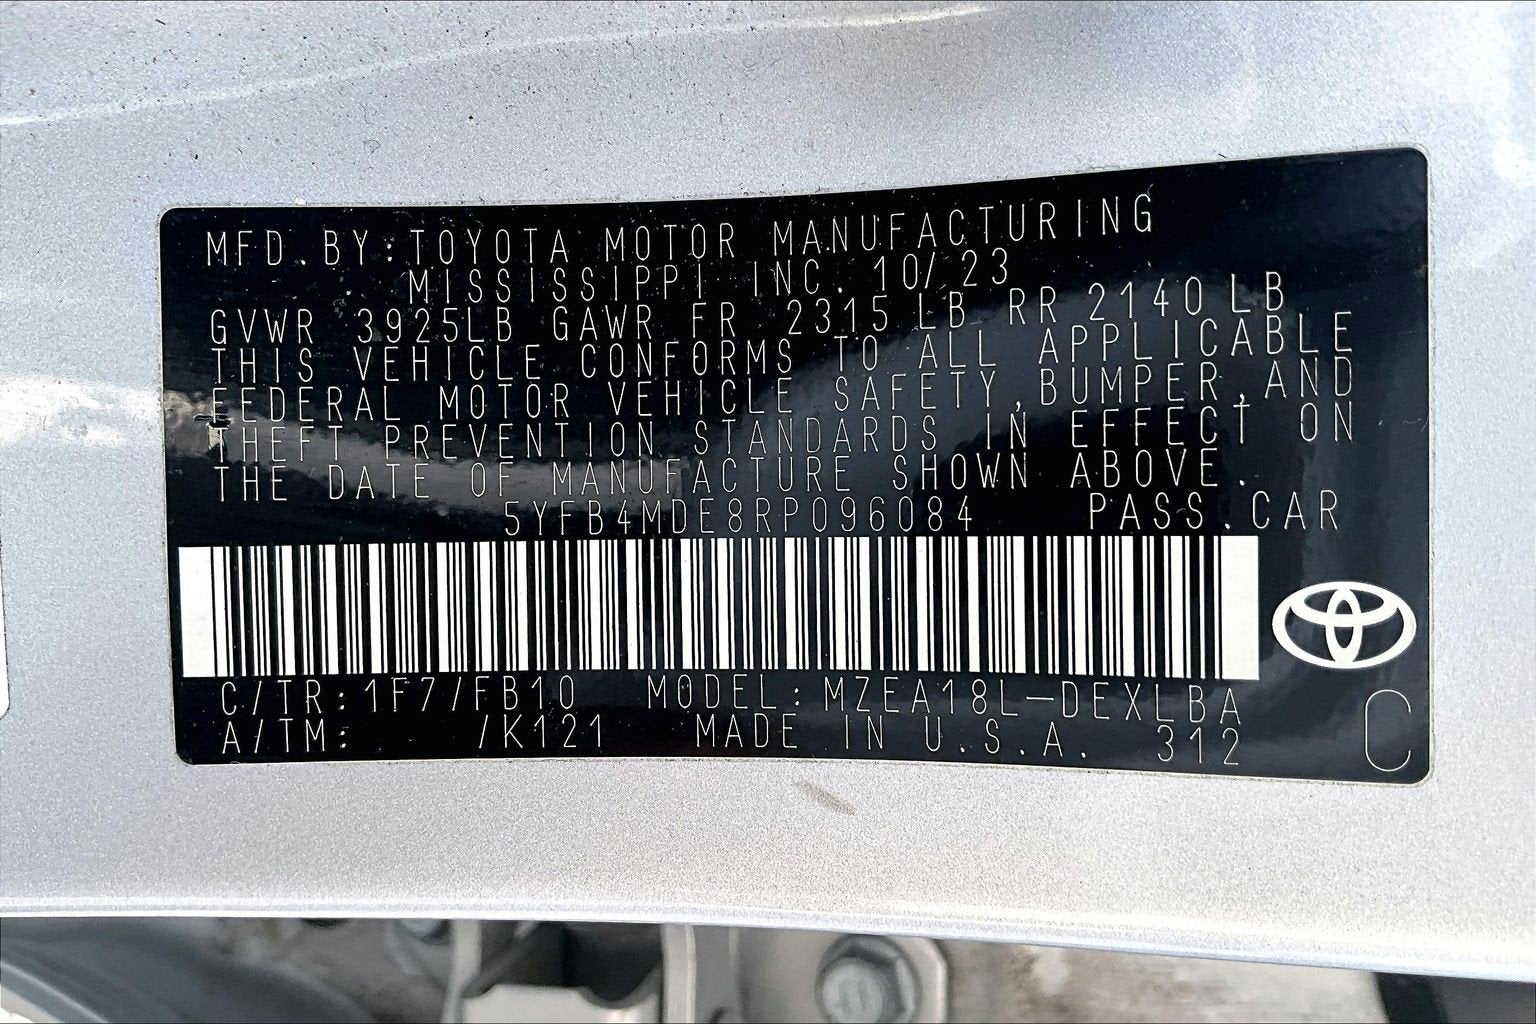 MFD.BY:TOYOTA MOTOR MANUFACTURING
MISSISSIPPI INC. 10/23
GVWR 3925LB GAWR FR 2315 LB RR 2140 LB
THIS VEHICLE CONFORMS TO ALL APPLICABLE
FEDERAL MOTOR VEHICLE SAFETY,BUMPER,AND
THEFT PREVENTION STANDARDS IN EFFECT ON
THE DATE OF MANUFACTURE SHOWN ABOVE.
5YFB4MDE8RP096084 PASS.CAR
C/TR:1F7/FB10 MODEL:MZEA18L-DEXLBA
A/TM: /K121 MADE IN U.S.A. 312
C